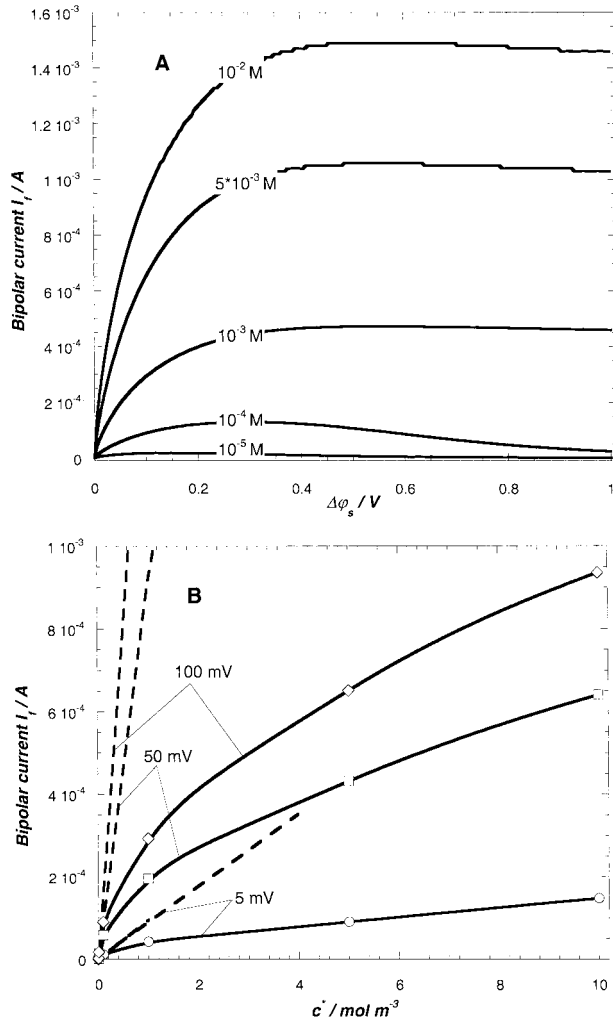 1.6 10⁻³
1.4 10⁻³
1.2 10⁻³
1 10⁻³
8 10⁻⁴
6 10⁻⁴
4 10⁻⁴
2 10⁻⁴
0
Bipolar current I_f / A
A
10⁻² M
5*10⁻³ M
10⁻³ M
10⁻⁴ M
10⁻⁵ M
0 0.2 0.4 0.6 0.8 1
Δφ_s / V
1 10⁻³
8 10⁻⁴
6 10⁻⁴
4 10⁻⁴
2 10⁻⁴
0
Bipolar current I_f / A
B
100 mV
50 mV
5 mV
0 2 4 6 8 10
c* / mol m⁻³